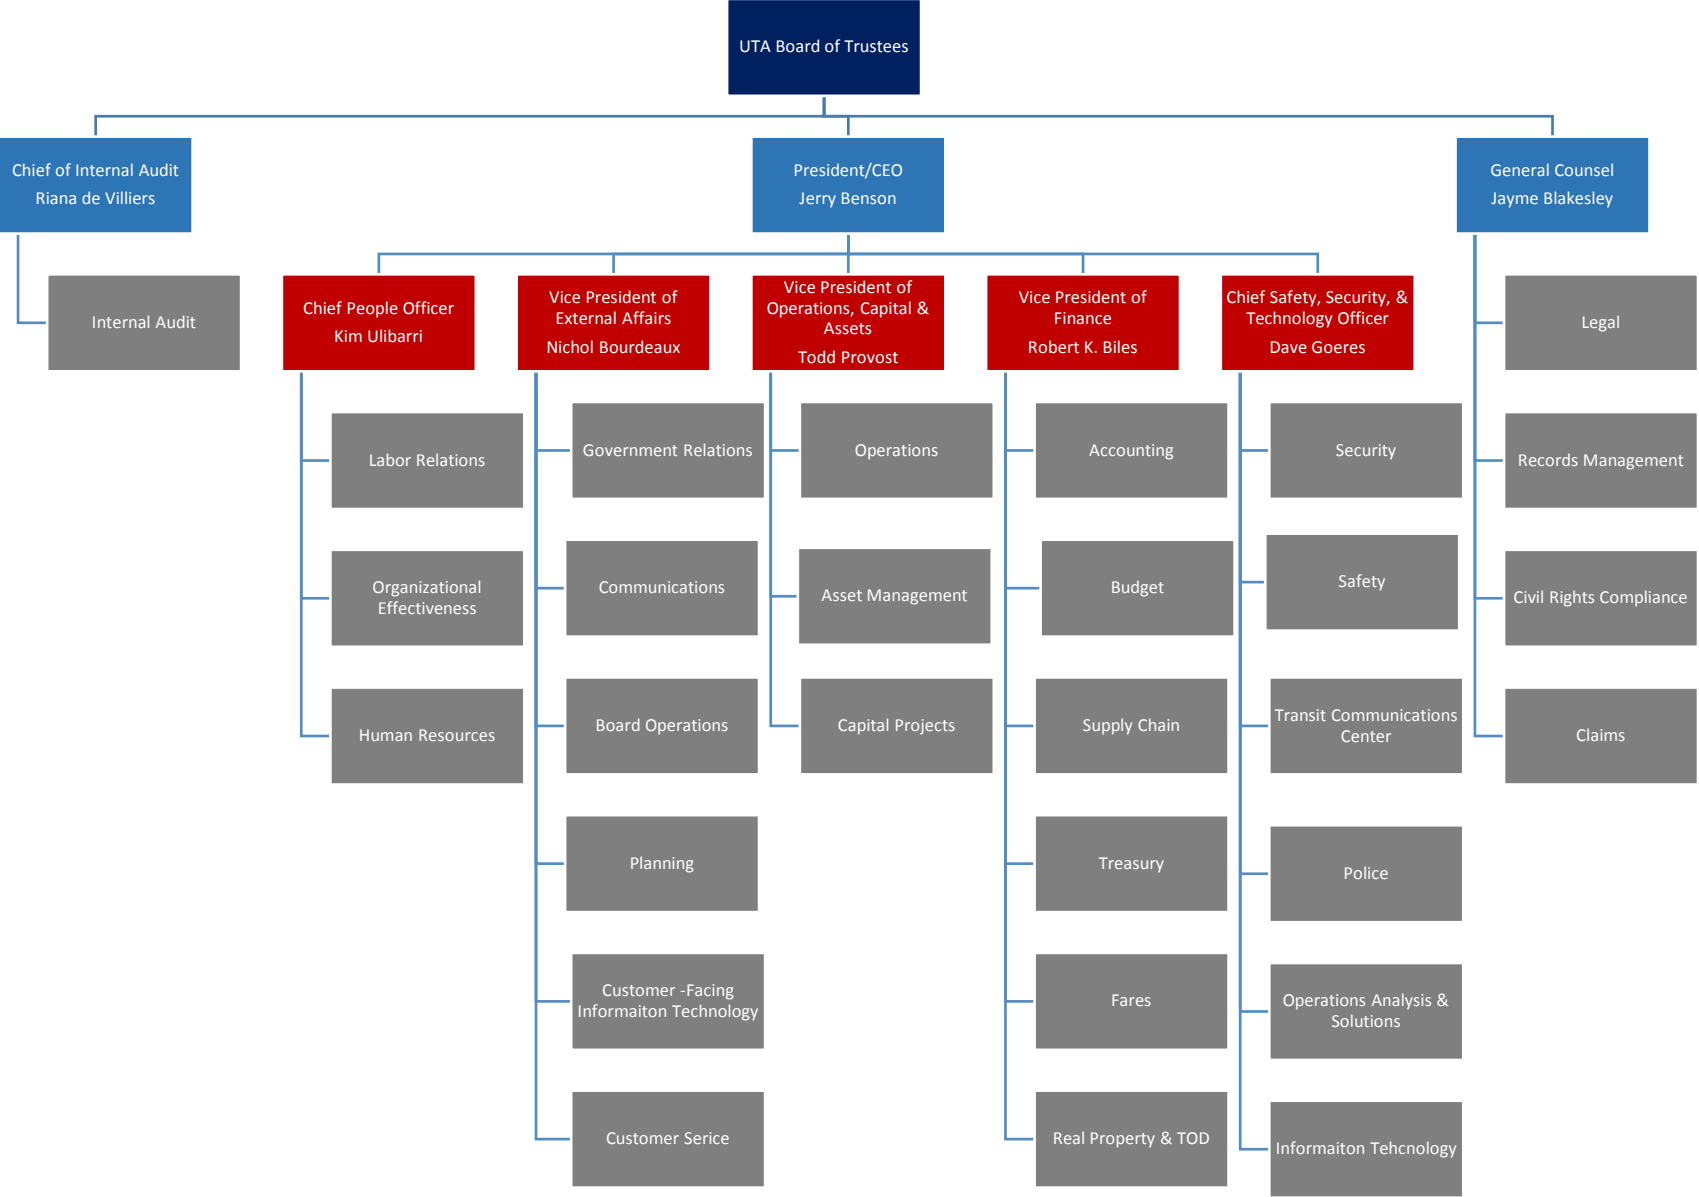 UTA Board of Trustees
Chief of Internal Audit
Riana de Villiers
President/CEO
Jerry Benson
General Counsel
Jayme Blakesley
Internal Audit
Chief People Officer
Kim Ulibarri
Vice President of
External Affairs
Nichol Bourdeaux
Vice President of
Operations, Capital &
Assets
Todd Provost
Vice President of
Finance
Robert K. Biles
Chief Safety, Security, &
Technology Officer
Dave Goeres
Legal
Labor Relations
Organizational
Effectiveness
Human Resources
Government Relations
Communications
Board Operations
Planning
Customer -Facing
Informaiton Technology
Customer Serice
Operations
Asset Management
Capital Projects
Accounting
Budget
Supply Chain
Treasury
Fares
Real Property & TOD
Security
Safety
Transit Communications
Center
Police
Operations Analysis &
Solutions
Informaiton Tehcnology
Records Management
Civil Rights Compliance
Claims